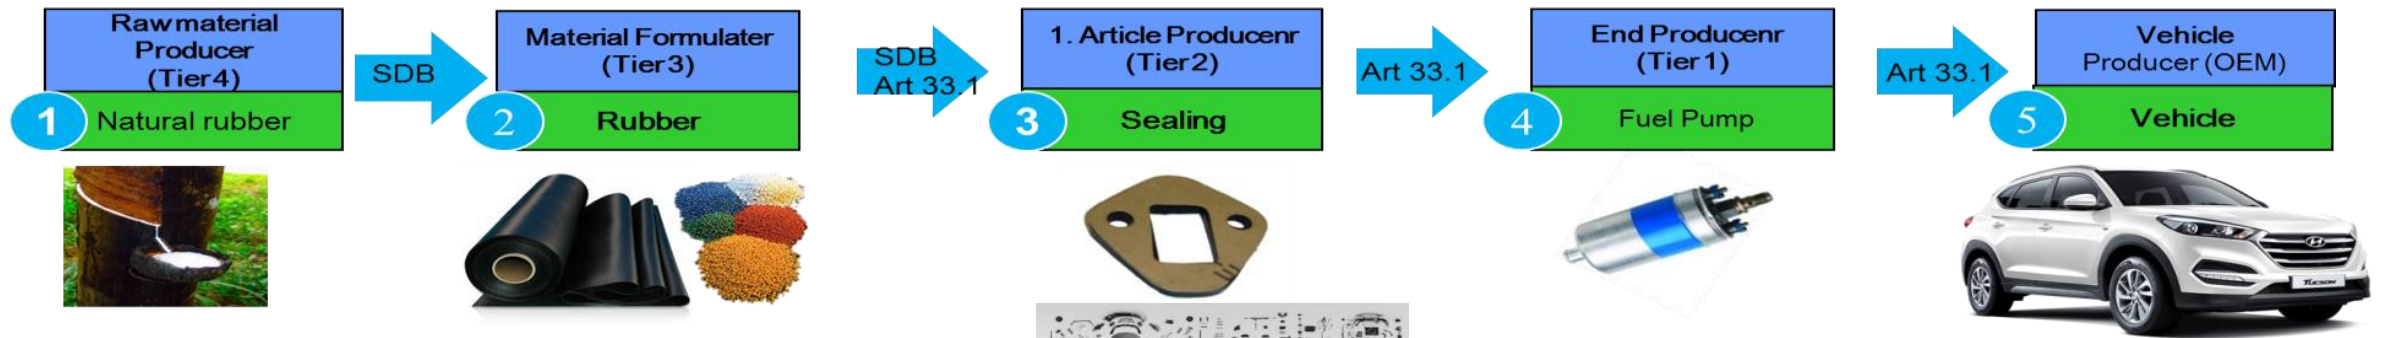 Raw material
Producer
(Tier4)
1
Natural rubber
SDB
Material Formulater
(Tier3)
2
Rubber
SDB
Art 33.1
1. Article Producenr
(Tier2)
3
Sealing
Art 33.1
End Producenr
(Tier1)
4
Fuel Pump
Art 33.1
Vehicle
Producer (OEM)
5
Vehicle
TUCSON